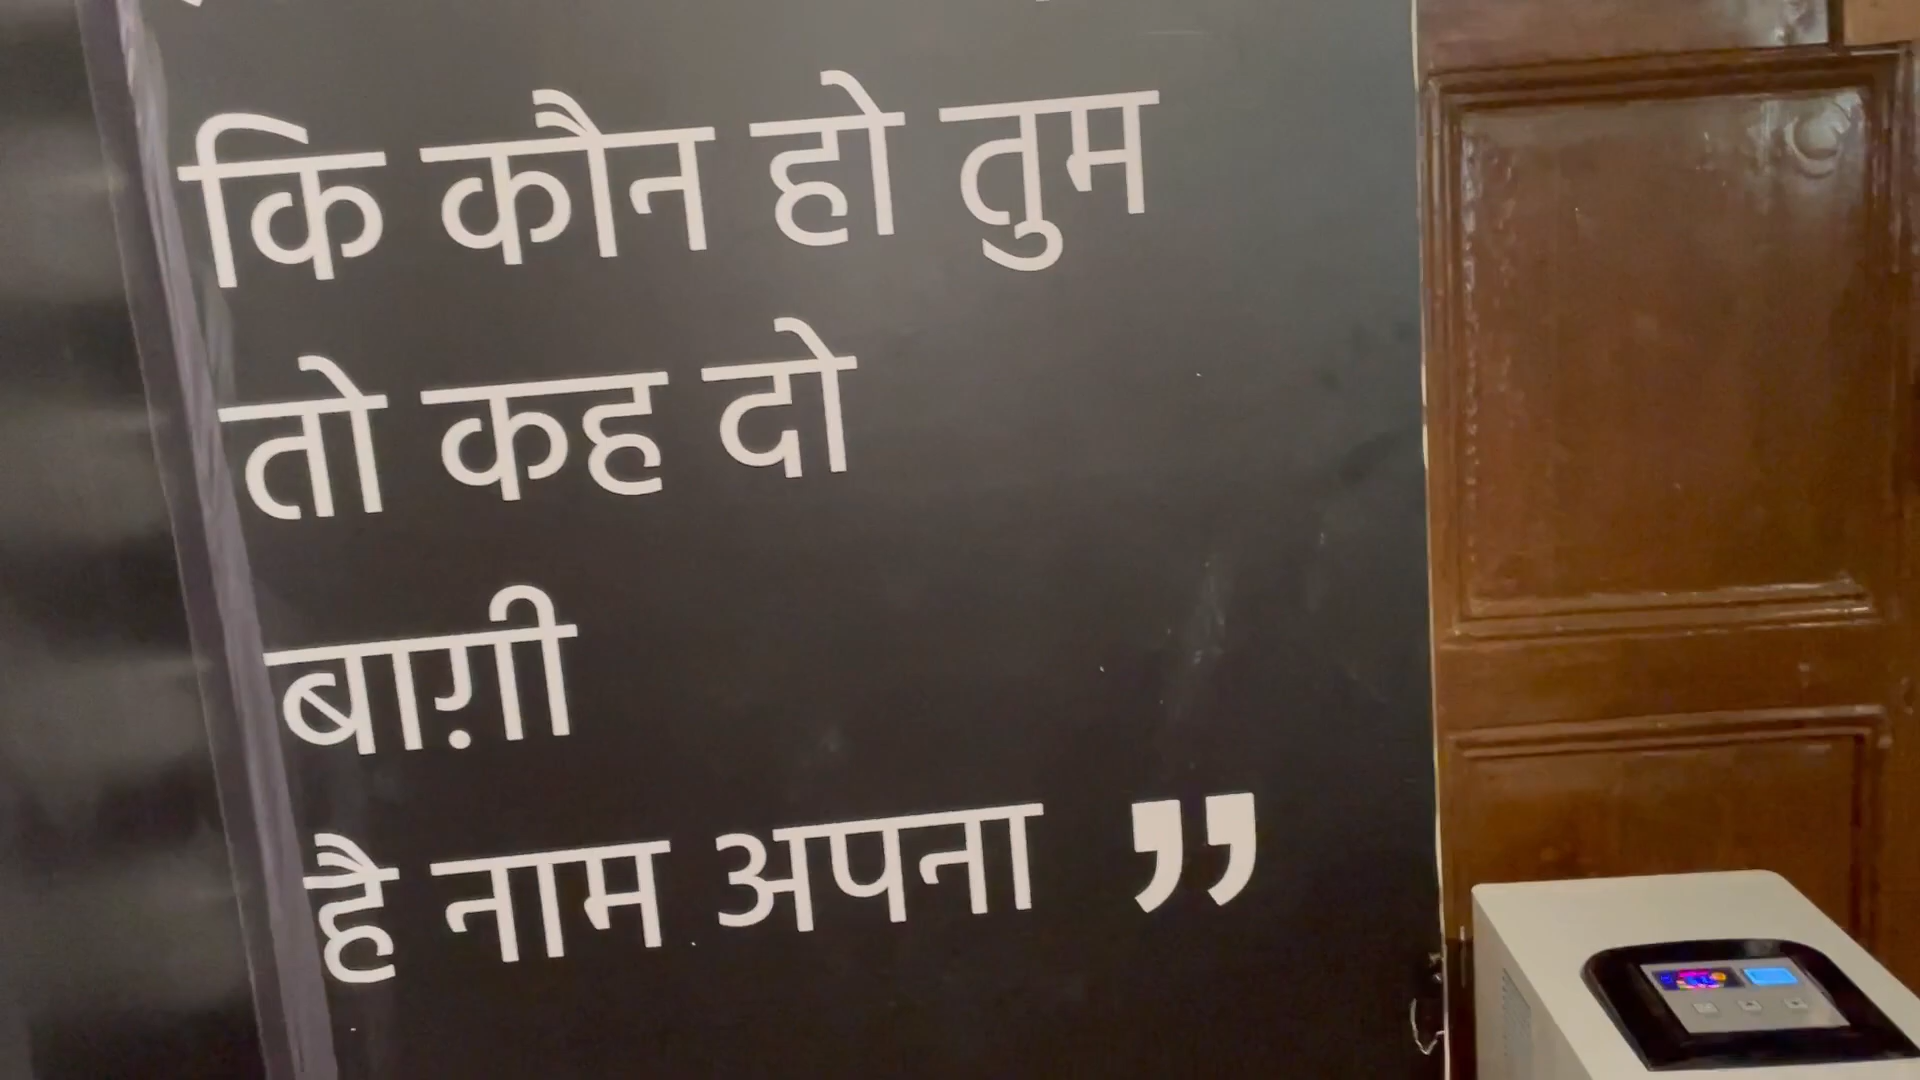 कि कौन हो तुम
तो कह दो
बाग़ी
है नाम अपना ”